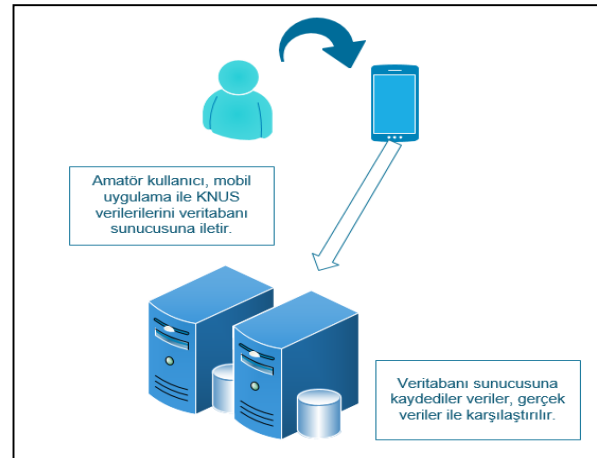 Amatör kullanıcı, mobil
uygulama ile KNUS
verilerilerini veritabanı
sunucusuna iletir.
Veritabanı sunucusuna
kaydediler veriler, gerçek
veriler ile karşılaştırılır.